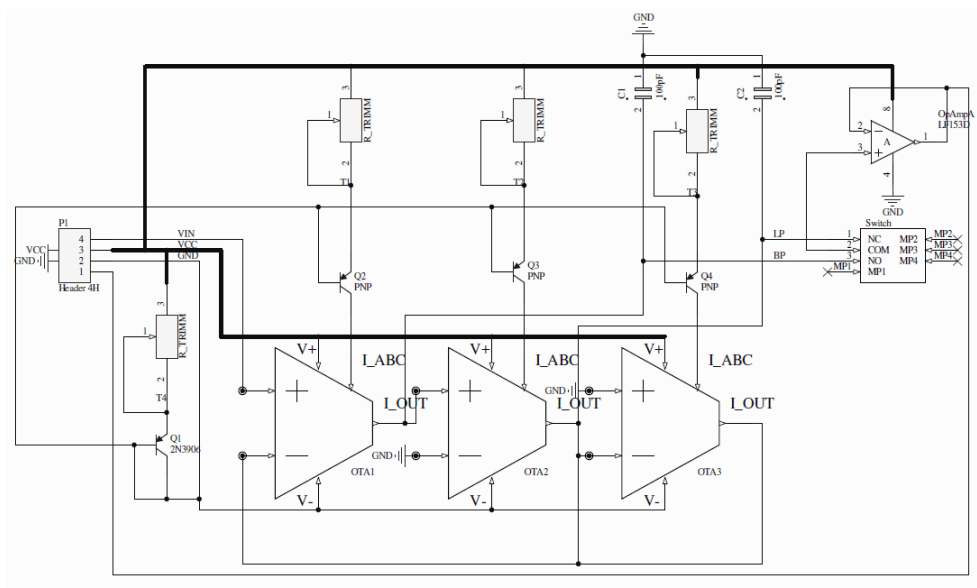 GND
3
1
R_TRIMM
2
T1
3
1
R_TRIMM
2
T2
1
C1
100pF
2
3
1
R_TRIMM
2
T3
1
C2
100pF
2
OpAmpA
LF153D
8
2
A
1
3
4
GND
P1
VCC
GND
4
3
2
1
Header 4H
VIN
VCC
GND
Switch
LP
1
NC
MP2
2
COM
MP3
BP
3
NO
MP4
MP1
MP1
Q2
PNP
Q3
PNP
Q4
PNP
3
1
R_TRIMM
2
T4
Q1
2N3906
V+
I_ABC
I_OUT
V-
OTA1
V+
I_ABC
GND
I_OUT
V-
OTA2
V+
I_ABC
GND
I_OUT
V-
OTA3